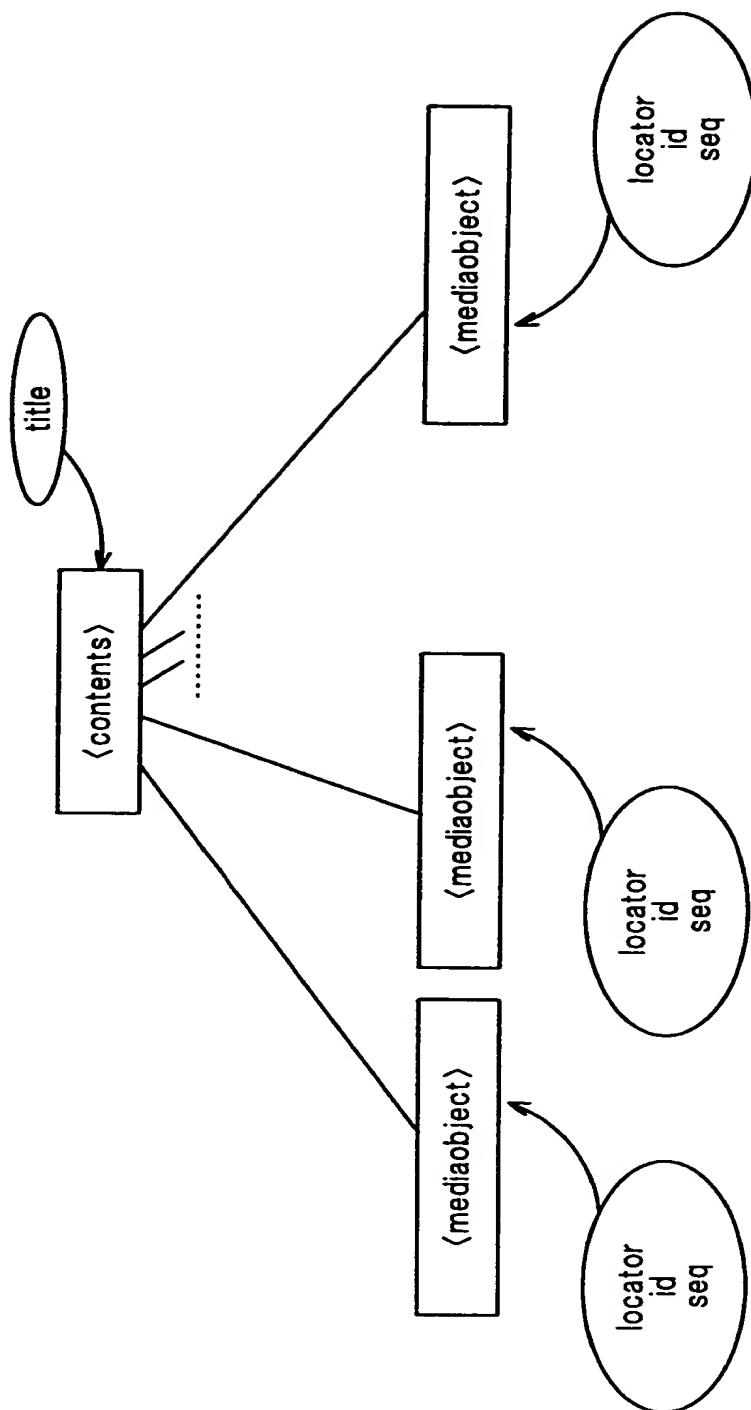 title
〈contents〉
........
〈mediaobject〉
〈mediaobject〉
〈mediaobject〉
locator
id
seq
locator
id
seq
locator
id
seq